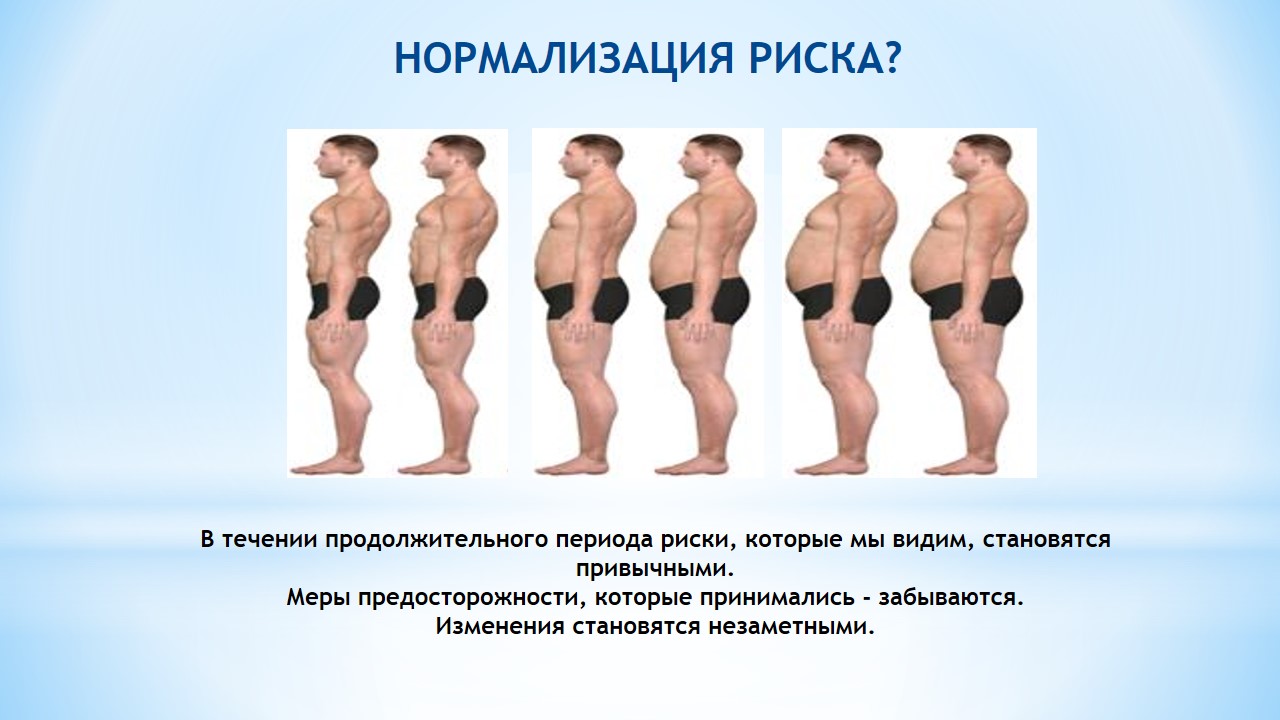 НОРМАЛИЗАЦИЯ РИСКА?
В течении продолжительного периода риски, которые мы видим, становятся
привычными.
Меры предосторожности, которые принимались - забываются.
Изменения становятся незаметными.